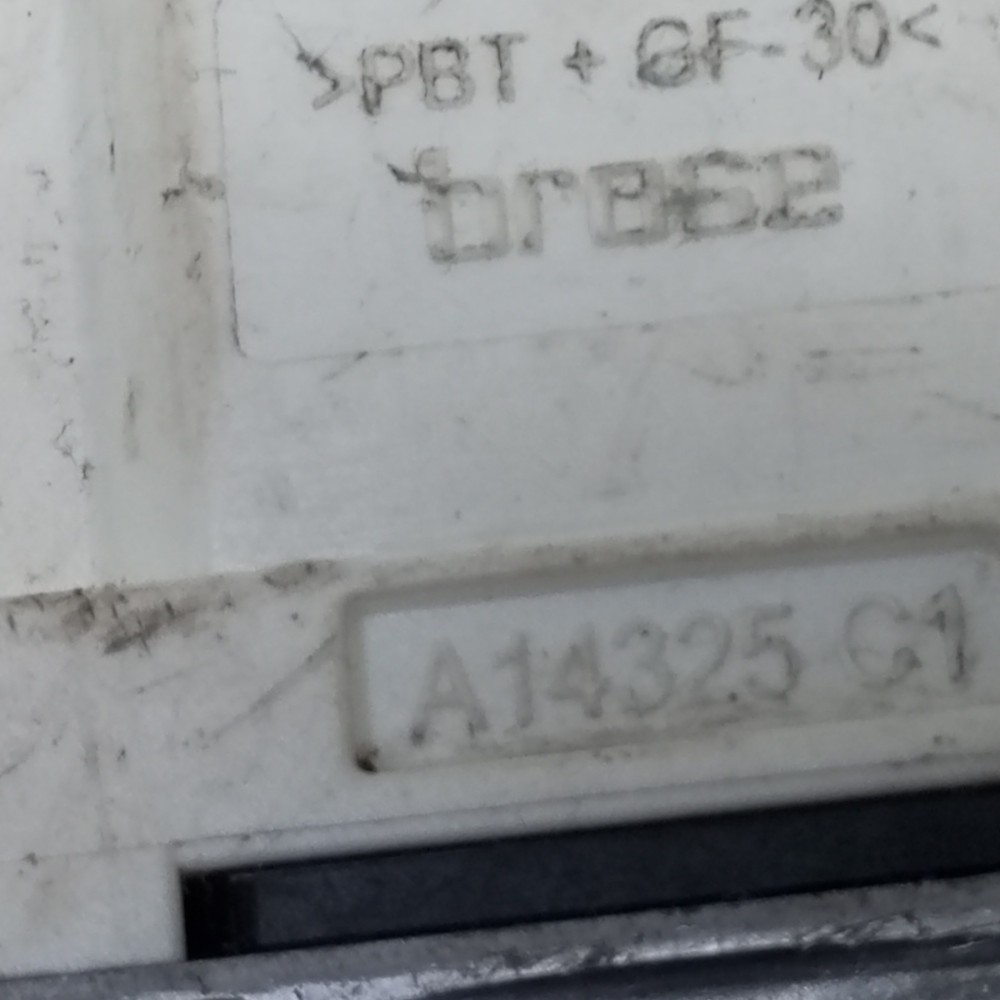 >PBT + GF-30<
brose
A14325 C1